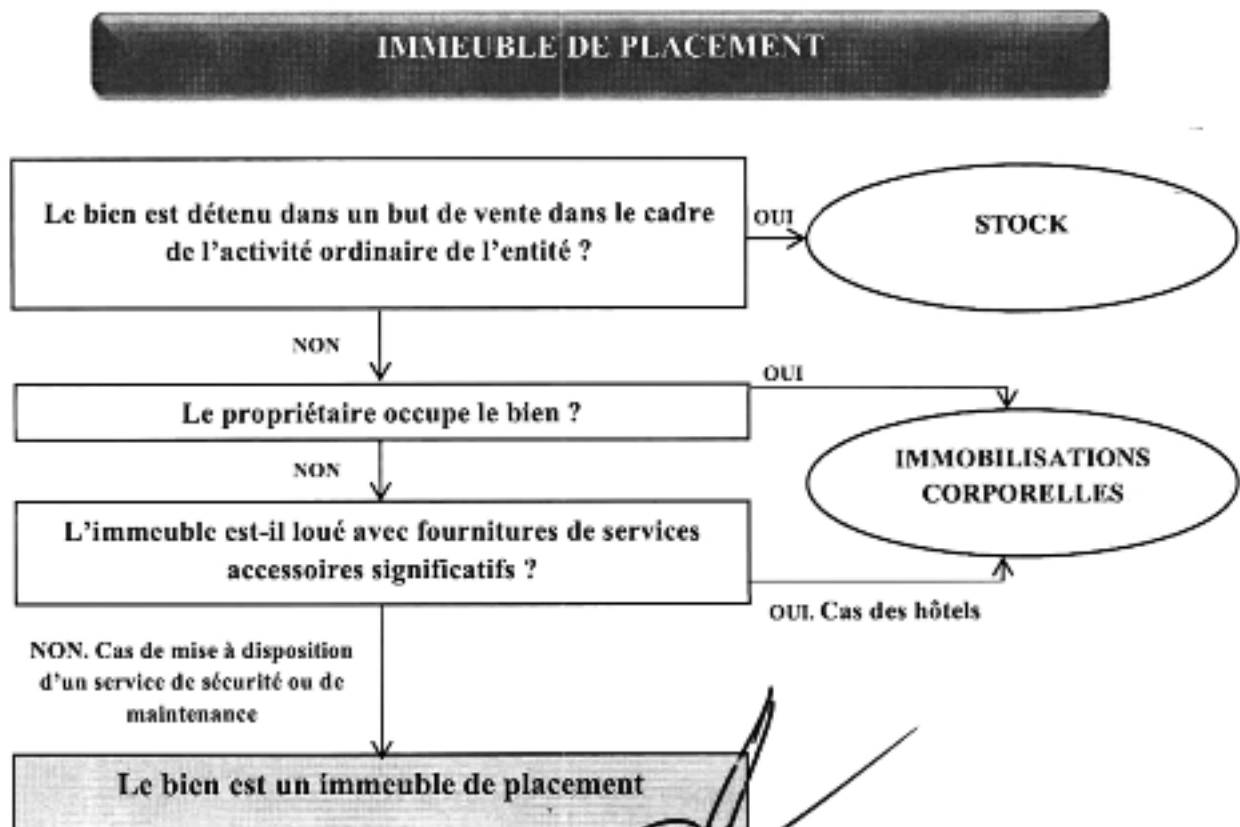 IMMEUBLE DE PLACEMENT
Le bien est détenu dans un but de vente dans le cadre
de l'activité ordinaire de l'entité ?
OUI
STOCK
NON
Le propriétaire occupe le bien ?
OUI
IMMOBILISATIONS
CORPORELLES
NON
L'immeuble est-il loué avec fournitures de services
accessoires significatifs ?
OUI. Cas des hôtels
NON. Cas de mise à disposition
d'un service de sécurité ou de
maintenance
Le bien est un immeuble de placement